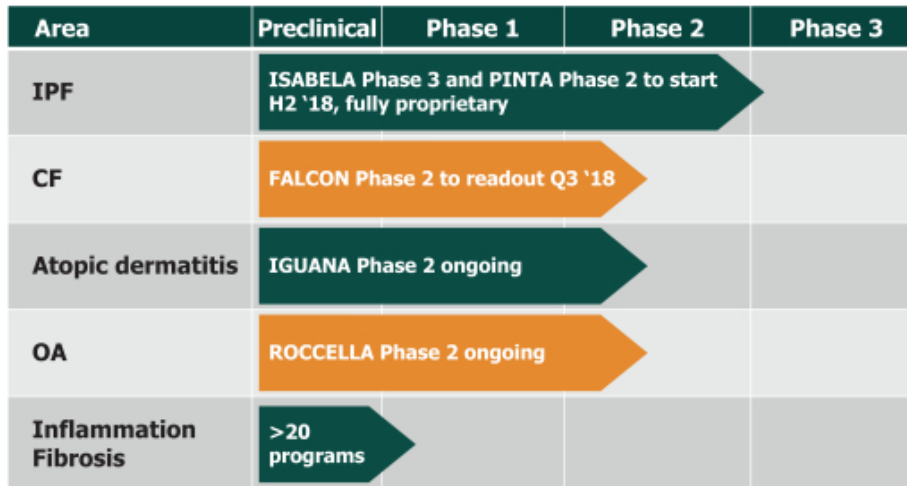 Area Preclinical Phase 1 Phase 2 Phase 3
IPF
ISABELA Phase 3 and PINTA Phase 2 to start
H2 ‘18, fully proprietary
CF
FALCON Phase 2 to readout Q3 ‘18
Atopic dermatitis
IGUANA Phase 2 ongoing
OA
ROCCELLA Phase 2 ongoing
Inflammation
Fibrosis
>20
programs